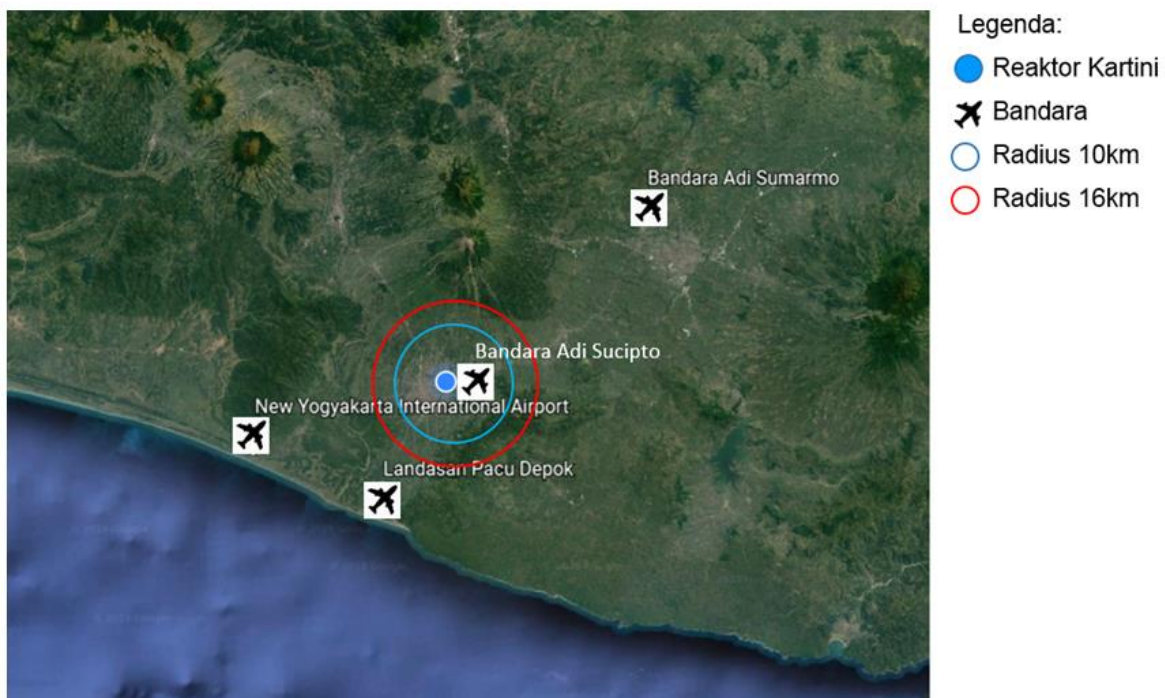 Legenda:
Reaktor Kartini
Bandara
Radius 10km
Radius 16km
Bandara Adi Sumarmo
Bandara Adi Sucipto
New Yogyakarta International Airport
Landasan Pacu Depok